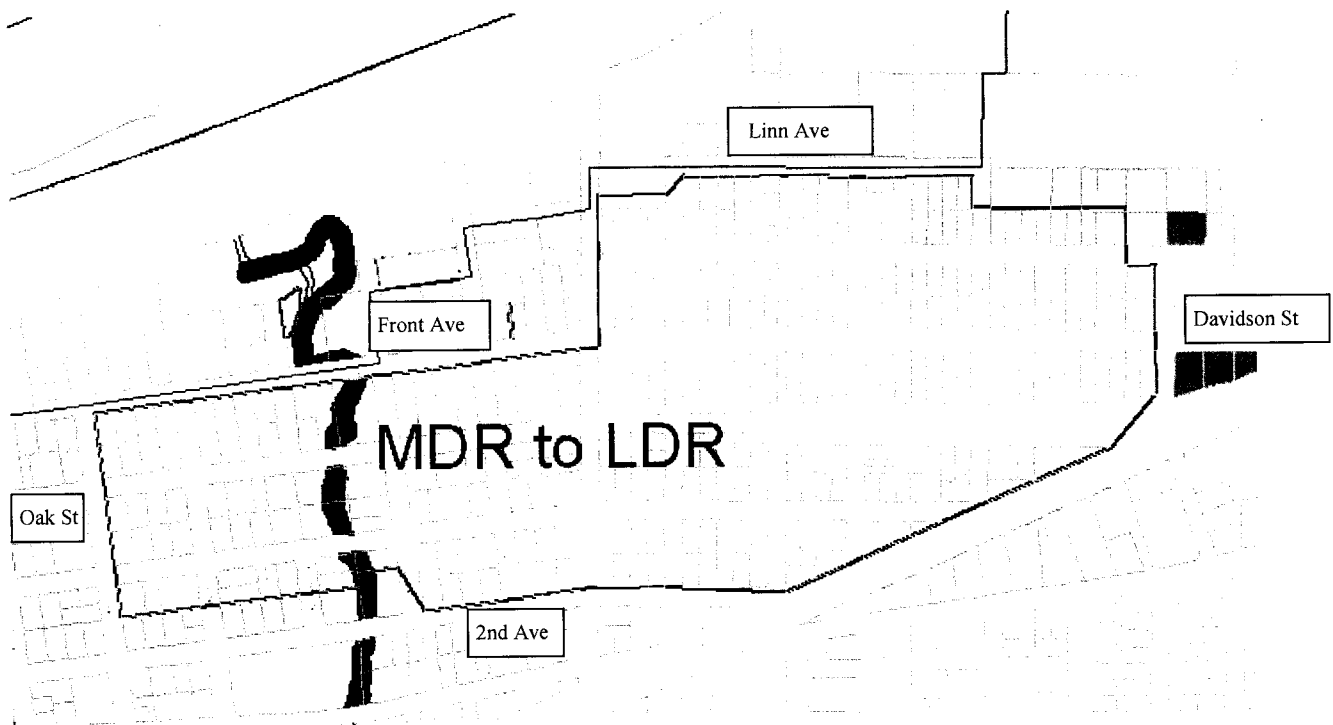 Linn Ave
Front Ave
Davidson St
MDR to LDR
Oak St
2nd Ave